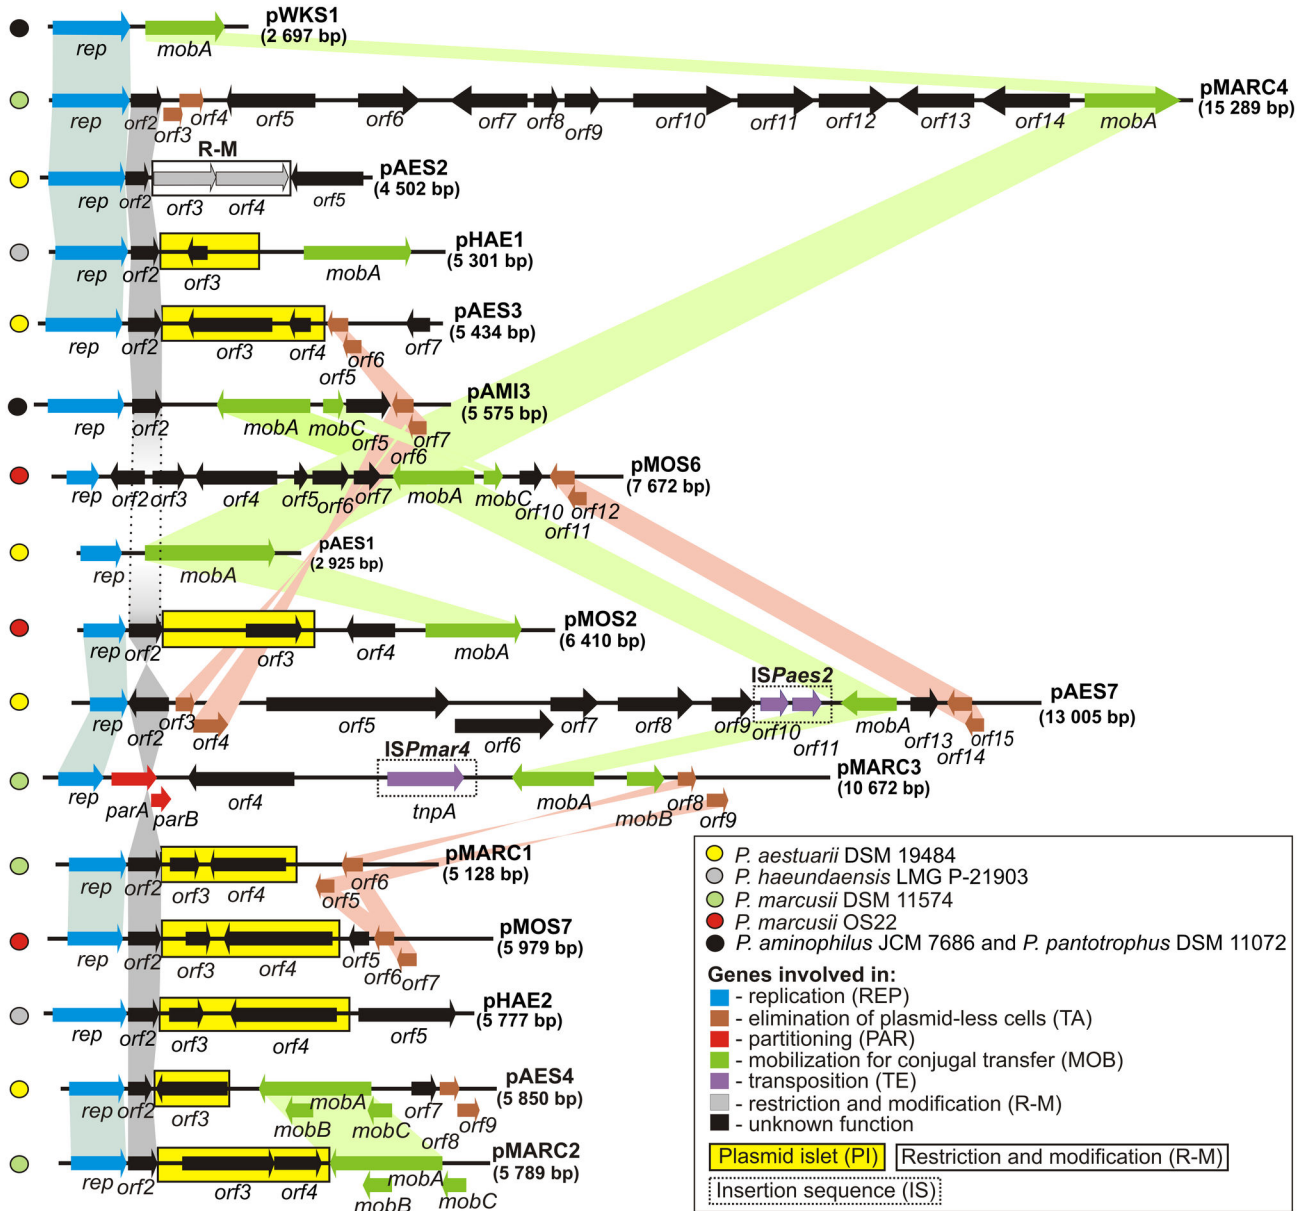 pWKS1
(2 697 bp)
rep mobA
pMARC4
(15 289 bp)
rep orf2 orf3 orf4 orf5 orf6 orf7 orf8 orf9 orf10 orf11 orf12 orf13 orf14 mobA
R-M
pAES2
(4 502 bp)
rep orf2 orf3 orf4 orf5
pHAE1
(5 301 bp)
rep orf2 orf3 mobA
pAES3
(5 434 bp)
rep orf2 orf3 orf4 orf5 orf6 orf7
pAMI3
(5 575 bp)
rep orf2 mobA mobC orf5 orf6 orf7
pMOS6
(7 672 bp)
rep orf2 orf3 orf4 orf5 orf6 orf7 mobA mobC orf10 orf11 orf12
pAES1
(2 925 bp)
rep mobA
pMOS2
(6 410 bp)
rep orf2 orf3 orf4 mobA
ISPaes2
pAES7
(13 005 bp)
rep orf2 orf3 orf4 orf5 orf6 orf7 orf8 orf9 orf10 orf11 mobA orf13 orf14 orf15
ISPmar4
pMARC3
(10 672 bp)
rep parA parB orf4 tnpA mobA mobB orf8 orf9
pMARC1
(5 128 bp)
rep orf2 orf3 orf4 orf5 orf6
pMOS7
(5 979 bp)
rep orf2 orf3 orf4 orf5 orf6 orf7
pHAE2
(5 777 bp)
rep orf2 orf3 orf4 orf5
pAES4
(5 850 bp)
rep orf2 orf3 mobB mobA mobC orf7 orf8 orf9
pMARC2
(5 789 bp)
rep orf2 orf3 orf4 mobB mobA mobC
P. aestuarii DSM 19484
P. haeundaensis LMG P-21903
P. marcusii DSM 11574
P. marcusii OS22
P. aminophilus JCM 7686 and P. pantotrophus DSM 11072
Genes involved in:
- replication (REP)
- elimination of plasmid-less cells (TA)
- partitioning (PAR)
- mobilization for conjugal transfer (MOB)
- transposition (TE)
- restriction and modification (R-M)
- unknown function
Plasmid islet (PI) Restriction and modification (R-M)
Insertion sequence (IS)